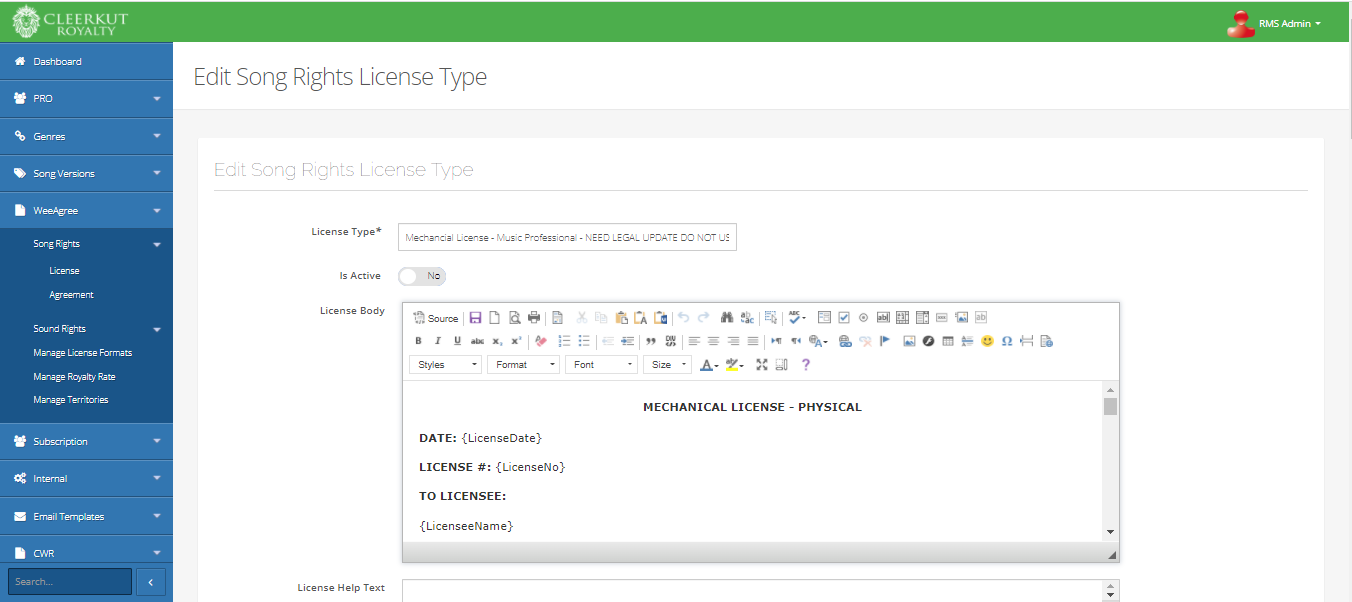 CLEERKUT
ROYALTY
RMS Admin
Dashboard
PRO
Genres
Song Versions
WeeAgree
Song Rights
License
Agreement
Sound Rights
Manage License Formats
Manage Royalty Rate
Manage Territories
Subscription
Internal
Email Templates
CWR
Search...
Edit Song Rights License Type
Edit Song Rights License Type
License Type*
Mechancial License - Music Professional - NEED LEGAL UPDATE DO NOT US
Is Active
No
License Body
Source
B I U abc x₂ x²
Styles Format Font Size A ?
MECHANICAL LICENSE - PHYSICAL
DATE: {LicenseDate}
LICENSE #: {LicenseNo}
TO LICENSEE:
{LicenseeName}
License Help Text